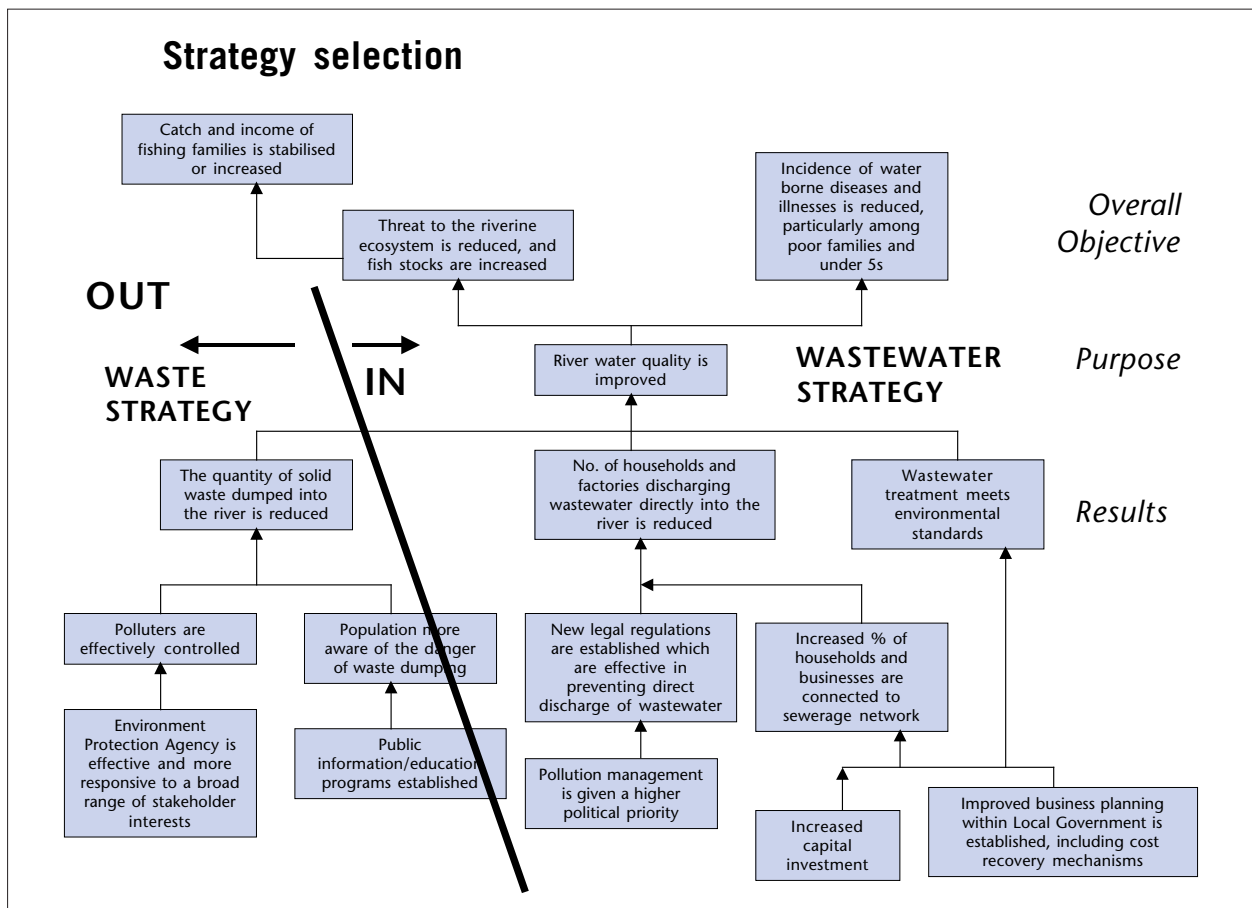 Strategy selection
Catch and income of
fishing families is stabilised
or increased
Threat to the riverine
ecosystem is reduced, and
fish stocks are increased
Incidence of water
borne diseases and
illnesses is reduced,
particularly among
poor families and
under 5s
Overall
Objective
OUT
IN
WASTE
STRATEGY
River water quality is
improved
WASTEWATER
STRATEGY
Purpose
The quantity of solid
waste dumped into
the river is reduced
No. of households and
factories discharging
wastewater directly into the
river is reduced
Wastewater
treatment meets
environmental
standards
Results
Polluters are
effectively controlled
Population more
aware of the danger
of waste dumping
New legal regulations
are established which
are effective in
preventing direct
discharge of wastewater
Increased % of
households and
businesses are
connected to
sewerage network
Environment
Protection Agency is
effective and more
responsive to a broad
range of stakeholder
interests
Public
information/education
programs established
Pollution management
is given a higher
political priority
Increased
capital
investment
Improved business planning
within Local Government is
established, including cost
recovery mechanisms